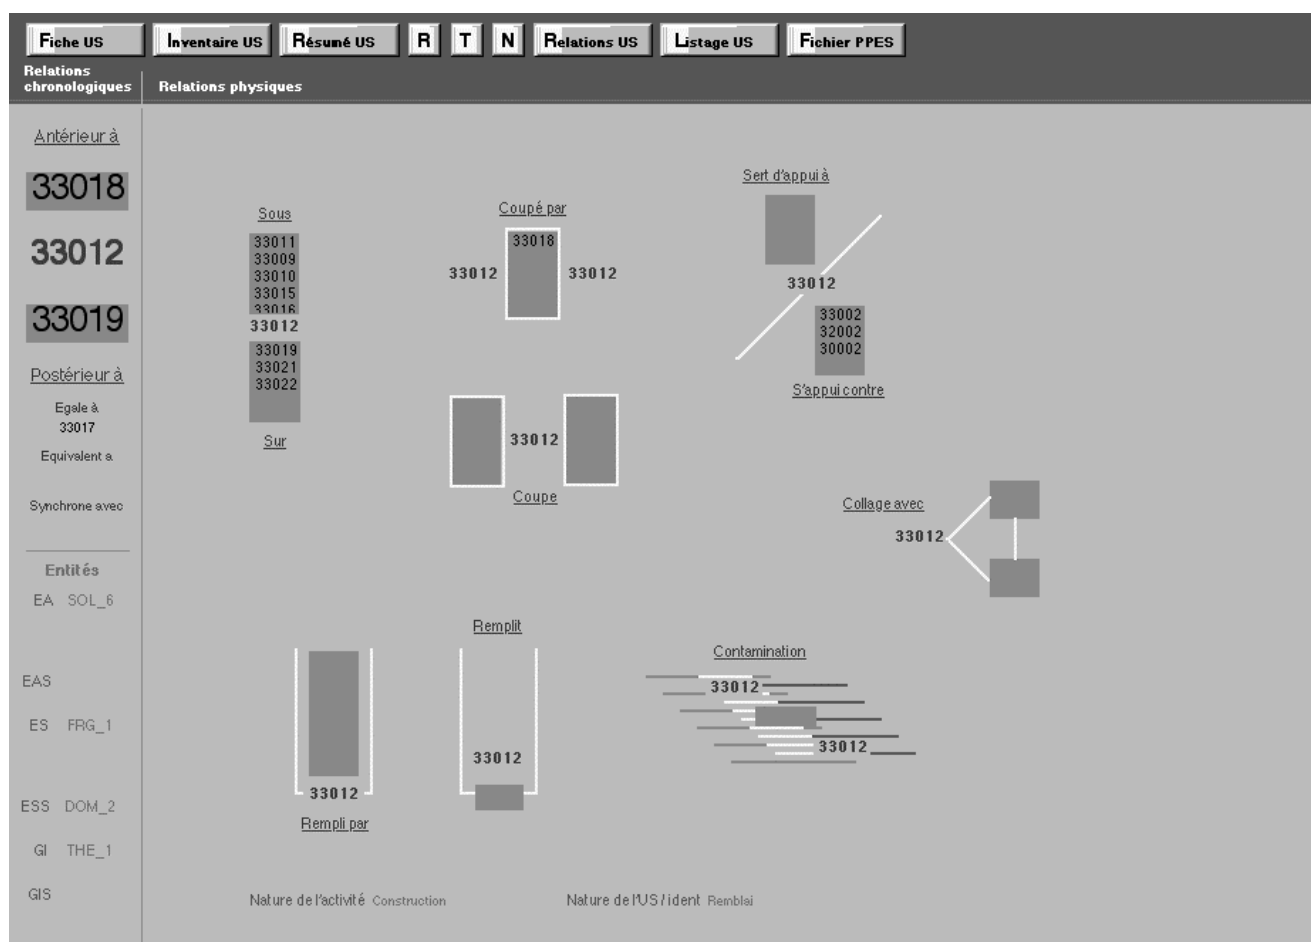 Fiche US
Inventaire US
Résumé US
R
T
N
Relations US
Listage US
Fichier PPES
Relations
chronologiques
Relations physiques
Antérieur à
33018
33012
33019
Postérieur à
Egale à
33017
Equivalent a
Synchrone avec
Entités
EA SOL_6
EAS
ES FRG_1
ESS DOM_2
GI THE_1
GIS
Sous
33011
33009
33010
33015
33016
33012
33019
33021
33022
Sur
Coupé par
33018
33012 33012
33012
Coupe
Sert d'appui à
33012
33002
32002
30002
S'appui contre
Collage avec
33012
33012
Rempli par
Remplit
33012
Contamination
33012
33012
Nature de l'activité Construction
Nature de l'US / ident Remblai